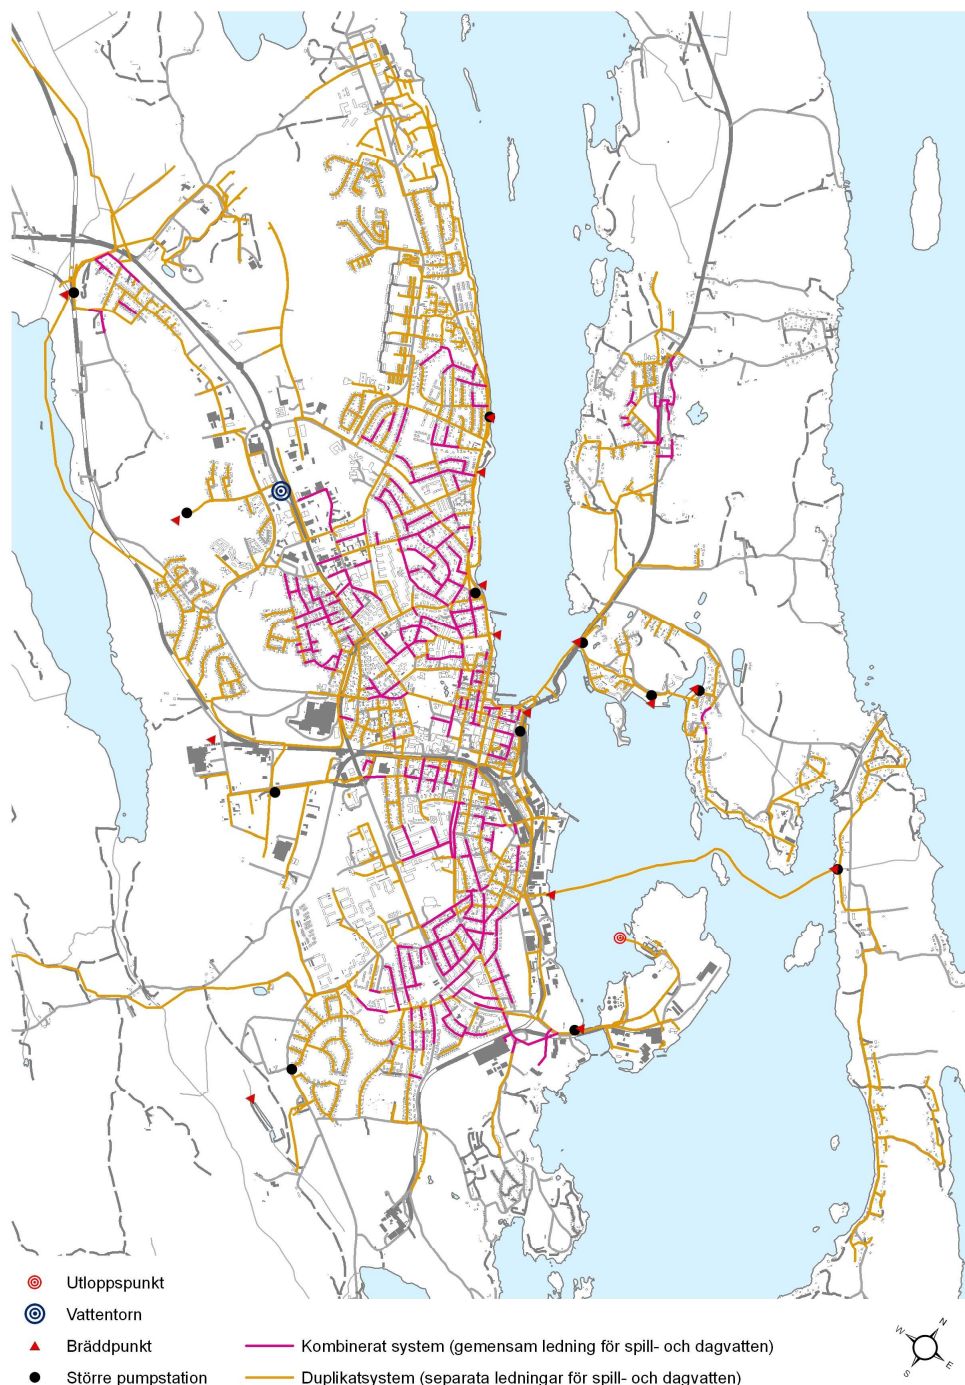 Utloppspunkt
Vattentorn
Bräddpunkt
Större pumpstation
Kombinerat system (gemensam ledning för spill- och dagvatten)
Duplikatsystem (separata ledningar för spill- och dagvatten)
W
N
S
E